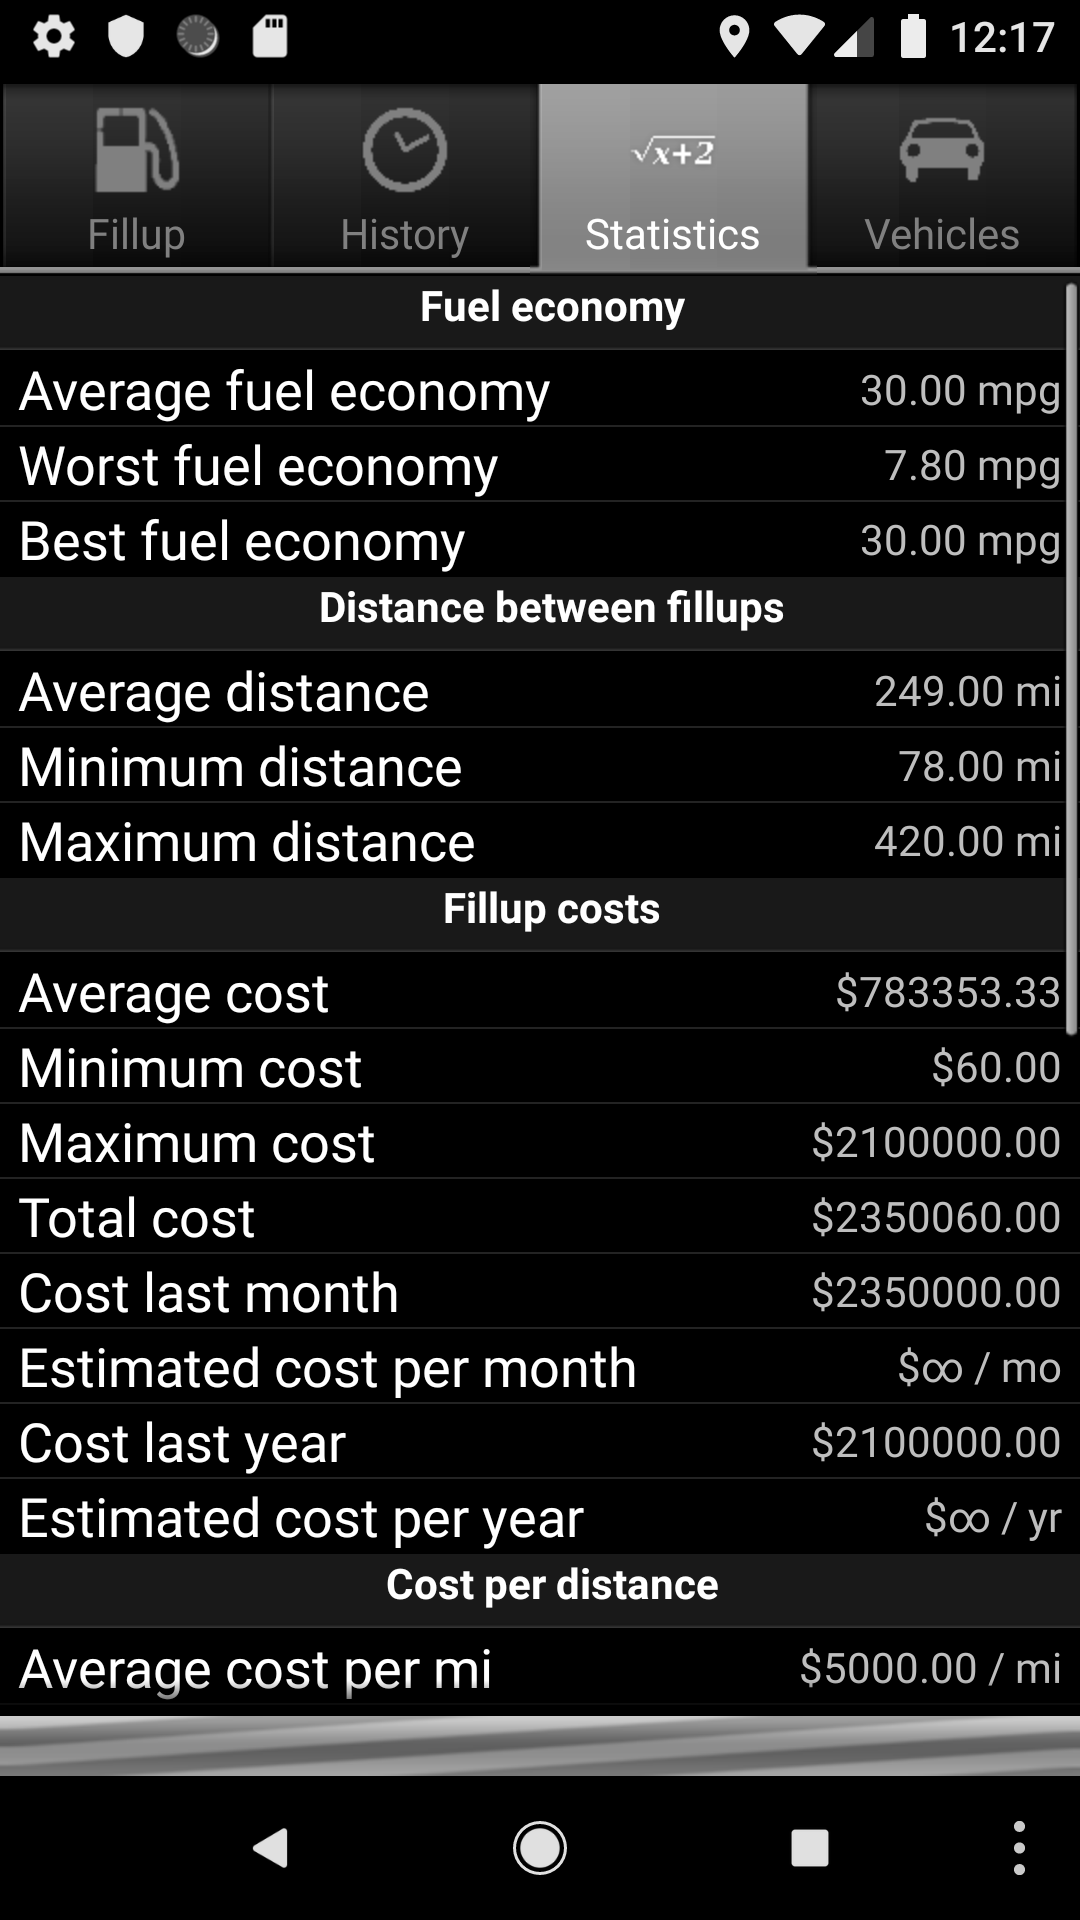 12:17
√x+2
Fillup History Statistics Vehicles
Fuel economy
Average fuel economy 30.00 mpg
Worst fuel economy 7.80 mpg
Best fuel economy 30.00 mpg
Distance between fillups
Average distance 249.00 mi
Minimum distance 78.00 mi
Maximum distance 420.00 mi
Fillup costs
Average cost $783353.33
Minimum cost $60.00
Maximum cost $2100000.00
Total cost $2350060.00
Cost last month $2350000.00
Estimated cost per month $∞ / mo
Cost last year $2100000.00
Estimated cost per year $∞ / yr
Cost per distance
Average cost per mi $5000.00 / mi